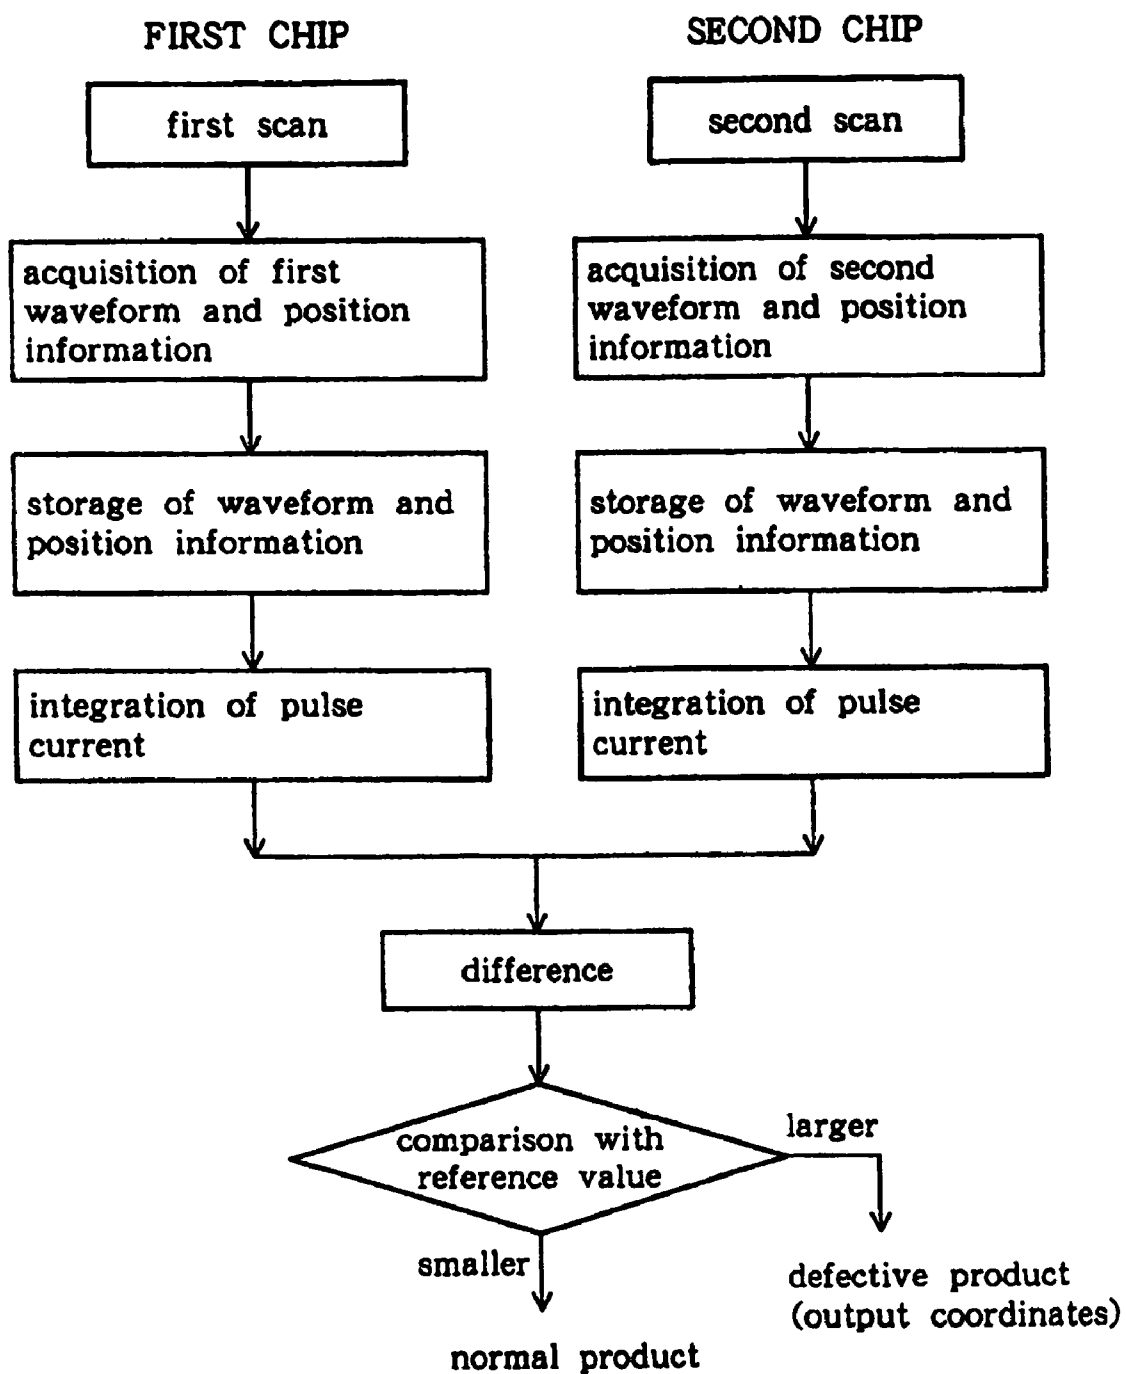 FIRST CHIP
first scan
acquisition of first
waveform and position
information
storage of waveform and
position information
integration of pulse
current
SECOND CHIP
second scan
acquisition of second
waveform and position
information
storage of waveform and
position information
integration of pulse
current
difference
comparison with
reference value
larger
smaller
defective product
(output coordinates)
normal product